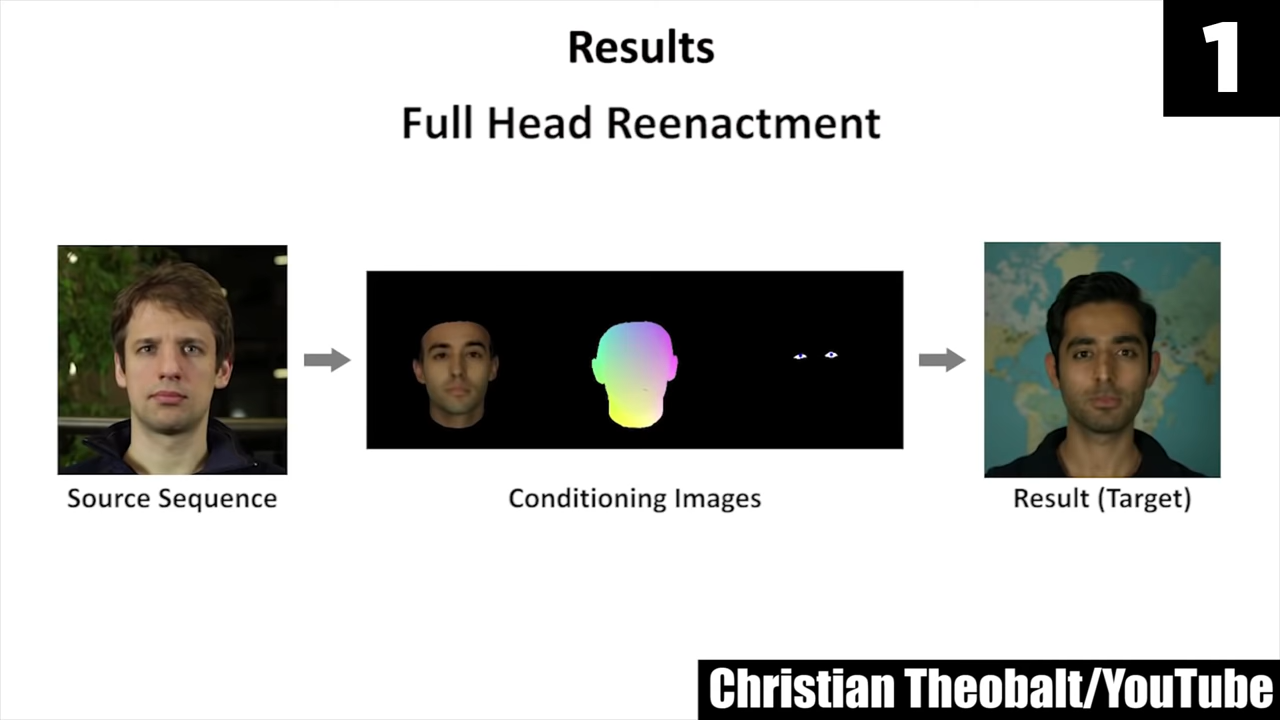 Results
1
Full Head Reenactment
Source Sequence
Conditioning Images
Result (Target)
Christian Theobalt/YouTube